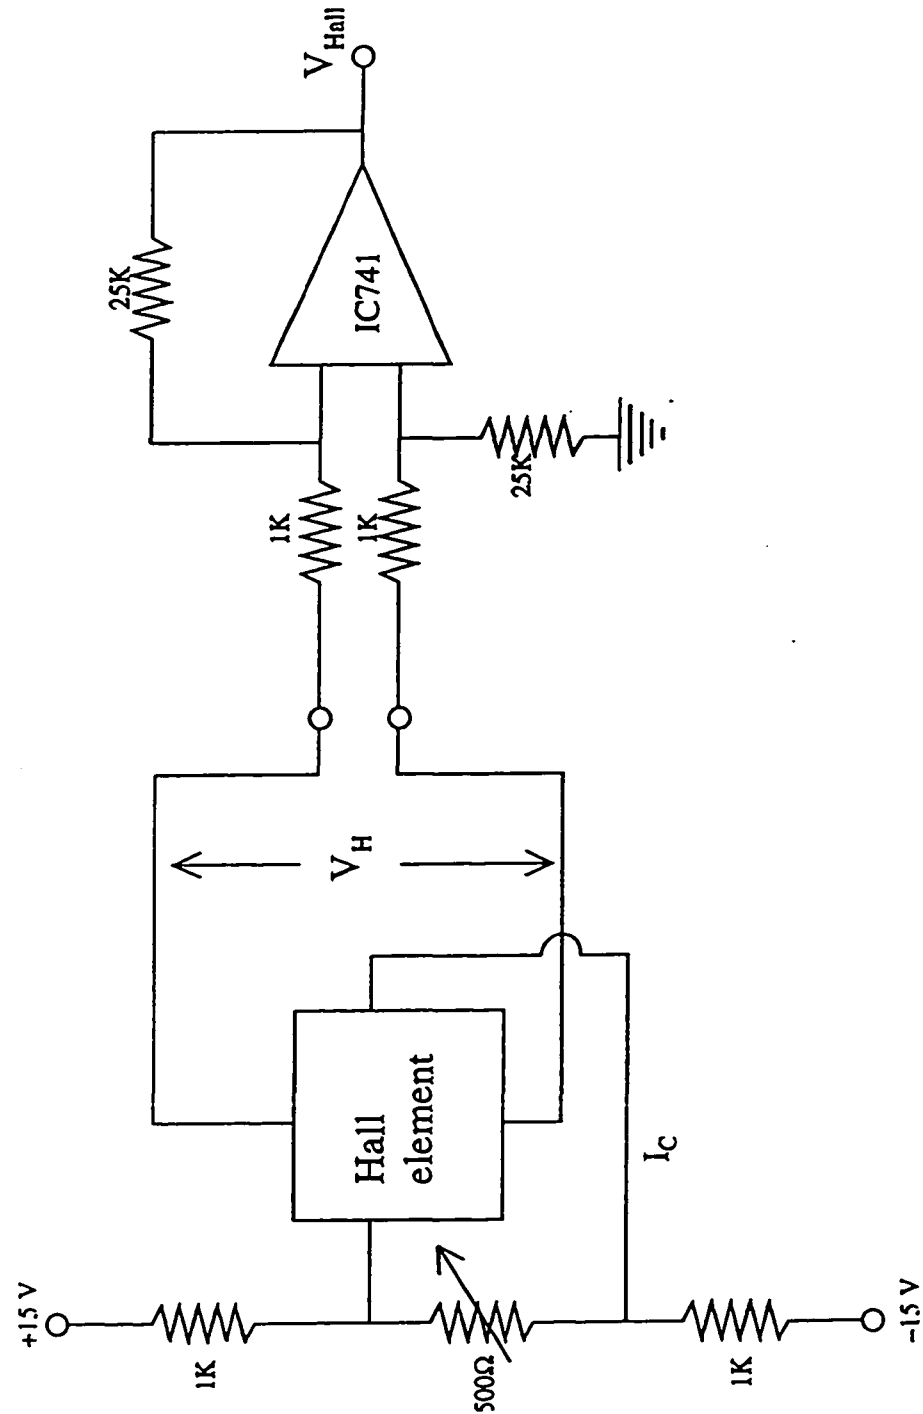 +15 V
1K
500Ω
1K
−15 V
Hall
element
I_C
V_H
1K
1K
25K
25K
IC741
V_Hall